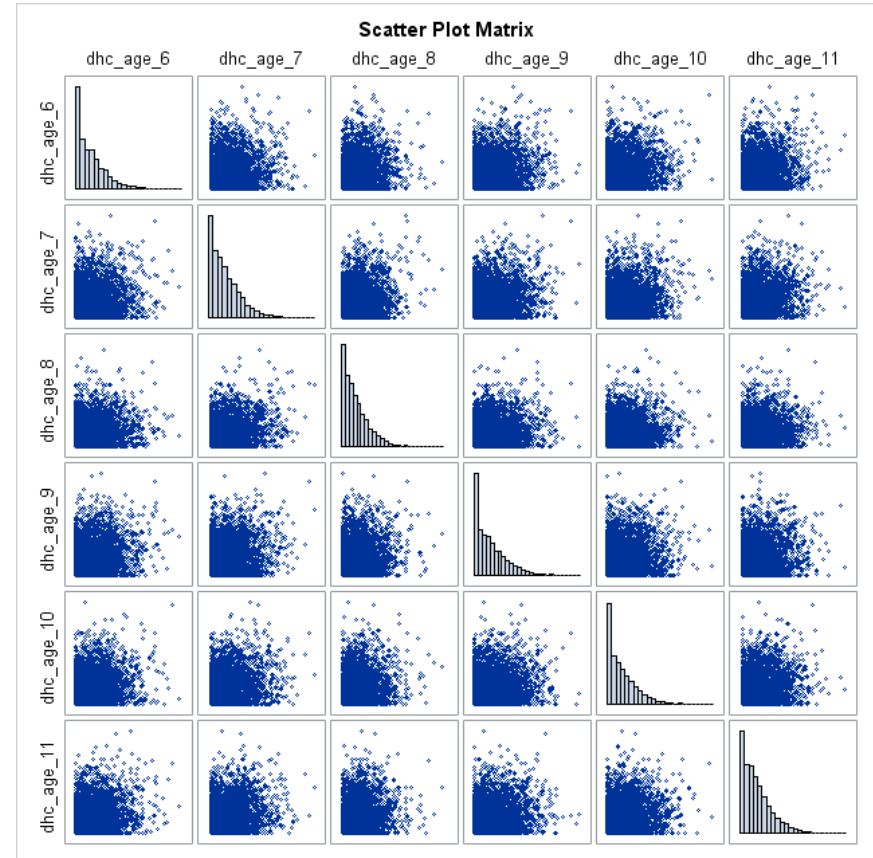 Scatter Plot Matrix
dhc_age_6 dhc_age_7 dhc_age_8 dhc_age_9 dhc_age_10 dhc_age_11
dhc_age_6
dhc_age_7
dhc_age_8
dhc_age_9
dhc_age_10
dhc_age_11